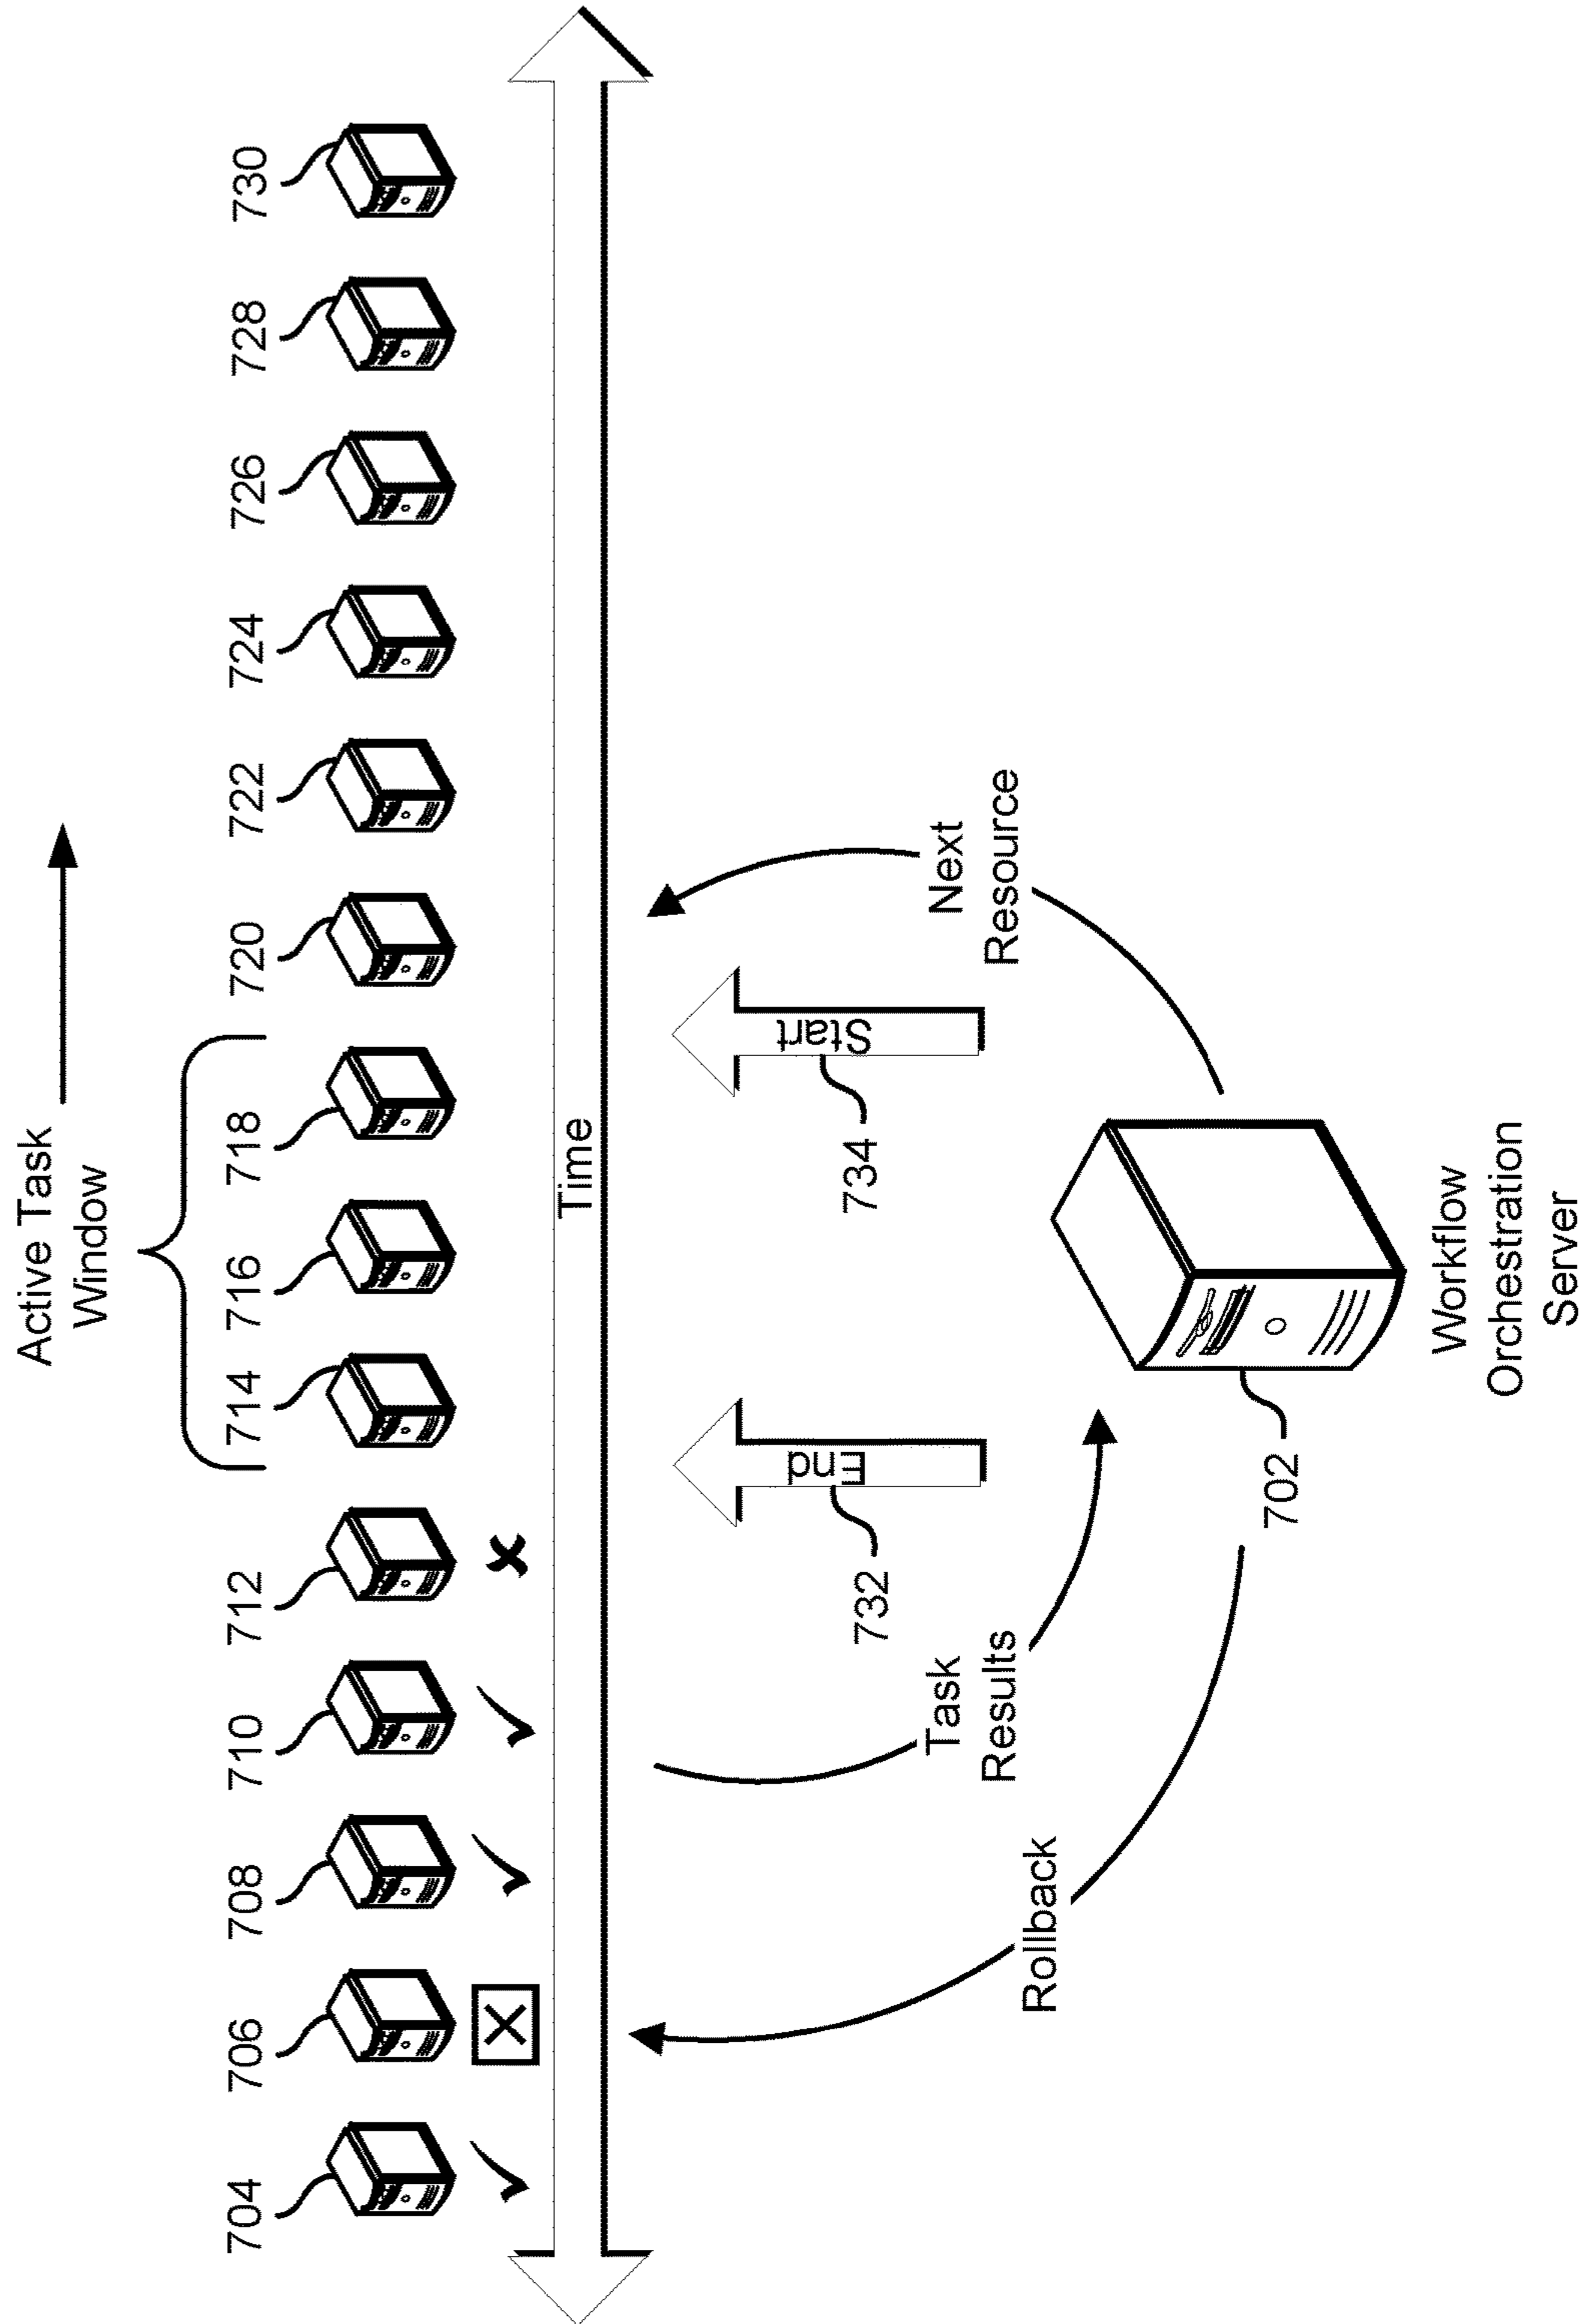 Active Task
Window
704
706
708
710
712
714
716
718
720
722
724
726
728
730
Time
End
Start
732
734
Task
Results
Next
Resource
Rollback
702
Workflow
Orchestration
Server